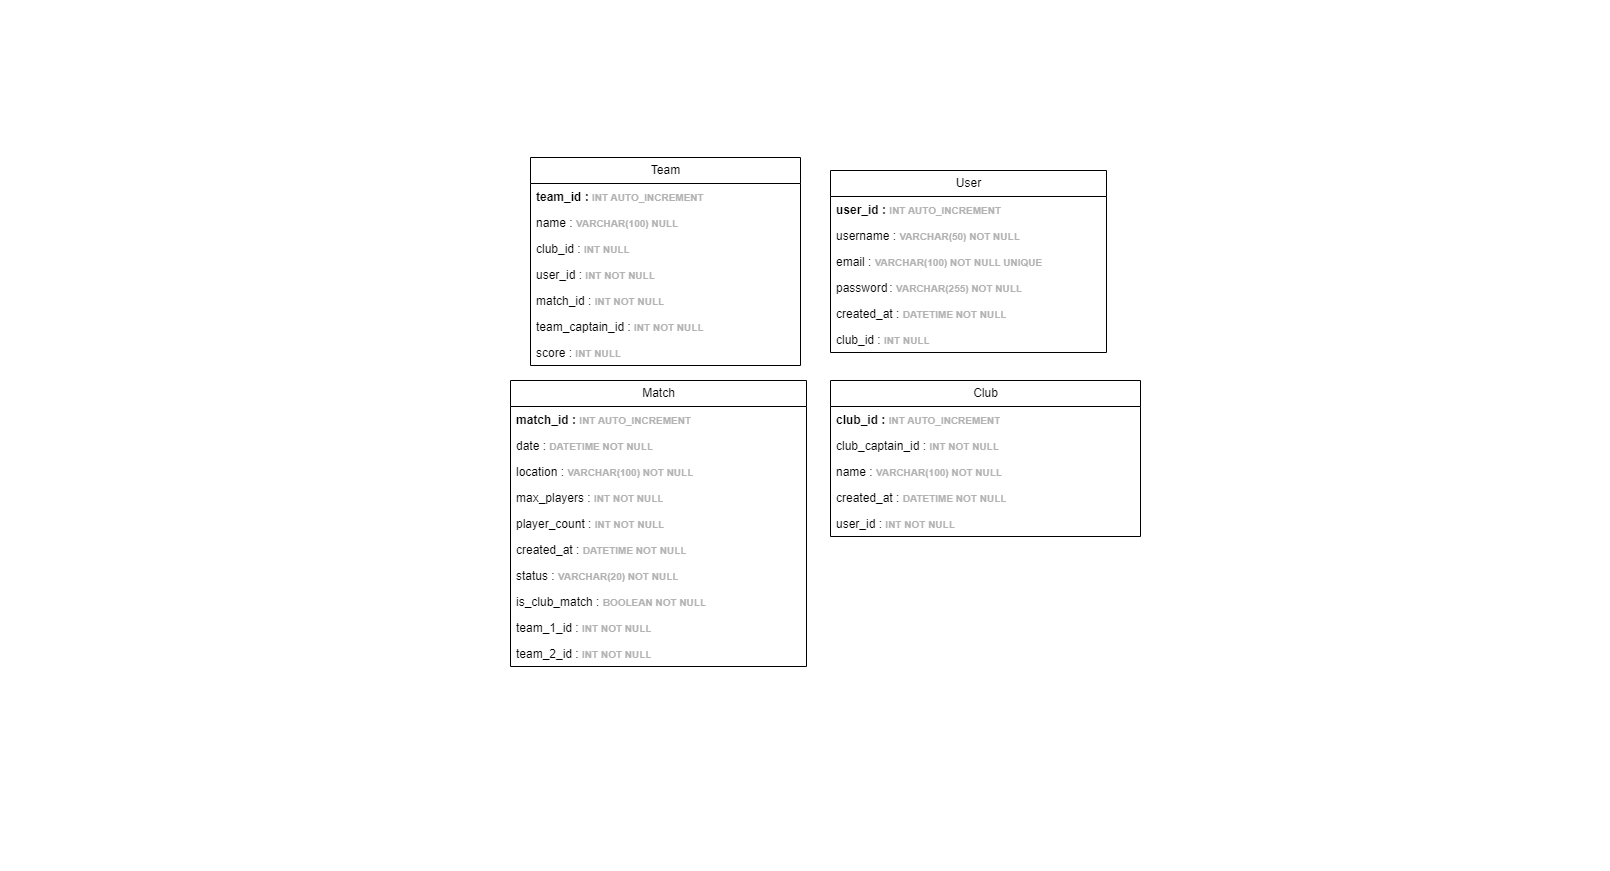 Team
team_id : INT AUTO_INCREMENT
name : VARCHAR(100) NULL
club_id : INT NULL
user_id : INT NOT NULL
match_id : INT NOT NULL
team_captain_id : INT NOT NULL
score : INT NULL
User
user_id : INT AUTO_INCREMENT
username : VARCHAR(50) NOT NULL
email : VARCHAR(100) NOT NULL UNIQUE
password : VARCHAR(255) NOT NULL
created_at : DATETIME NOT NULL
club_id : INT NULL
Match
match_id : INT AUTO_INCREMENT
date : DATETIME NOT NULL
location : VARCHAR(100) NOT NULL
max_players : INT NOT NULL
player_count : INT NOT NULL
created_at : DATETIME NOT NULL
status : VARCHAR(20) NOT NULL
is_club_match : BOOLEAN NOT NULL
team_1_id : INT NOT NULL
team_2_id : INT NOT NULL
Club
club_id : INT AUTO_INCREMENT
club_captain_id : INT NOT NULL
name : VARCHAR(100) NOT NULL
created_at : DATETIME NOT NULL
user_id : INT NOT NULL